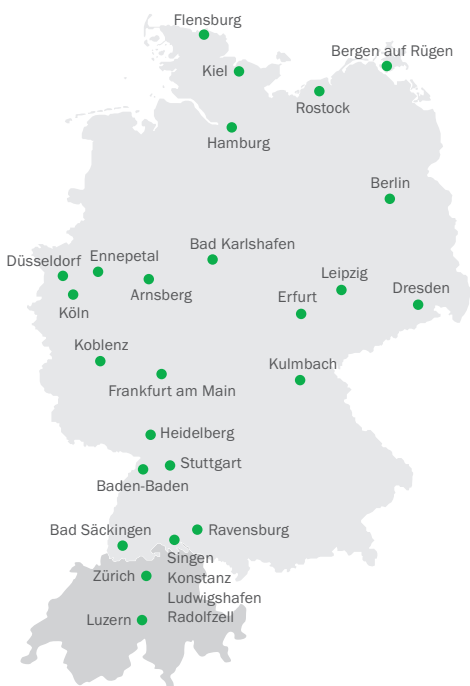 Flensburg
Bergen auf Rügen
Kiel
Rostock
Hamburg
Berlin
Bad Karlshafen
Düsseldorf
Ennepetal
Leipzig
Arnsberg
Erfurt
Dresden
Köln
Koblenz
Kulmbach
Frankfurt am Main
Heidelberg
Stuttgart
Baden-Baden
Bad Säckingen
Ravensburg
Singen
Zürich
Konstanz
Ludwigshafen
Luzern
Radolfzell